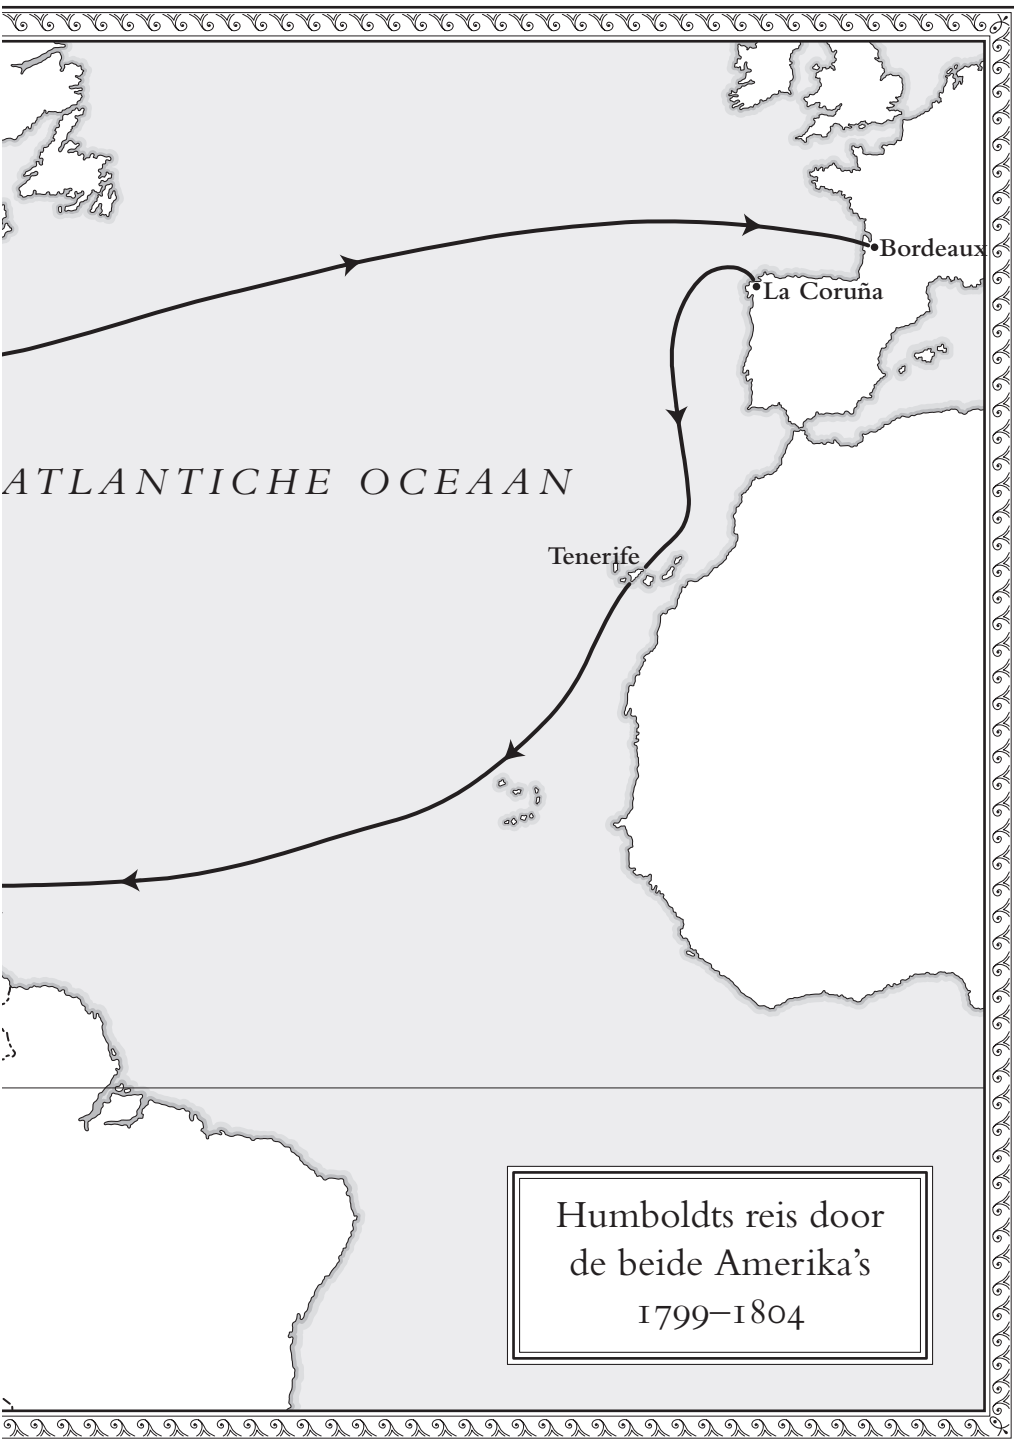 Bordeaux
La Coruña
ATLANTICHE OCEAAN
Tenerife
Humboldts reis door
de beide Amerika’s
1799–1804